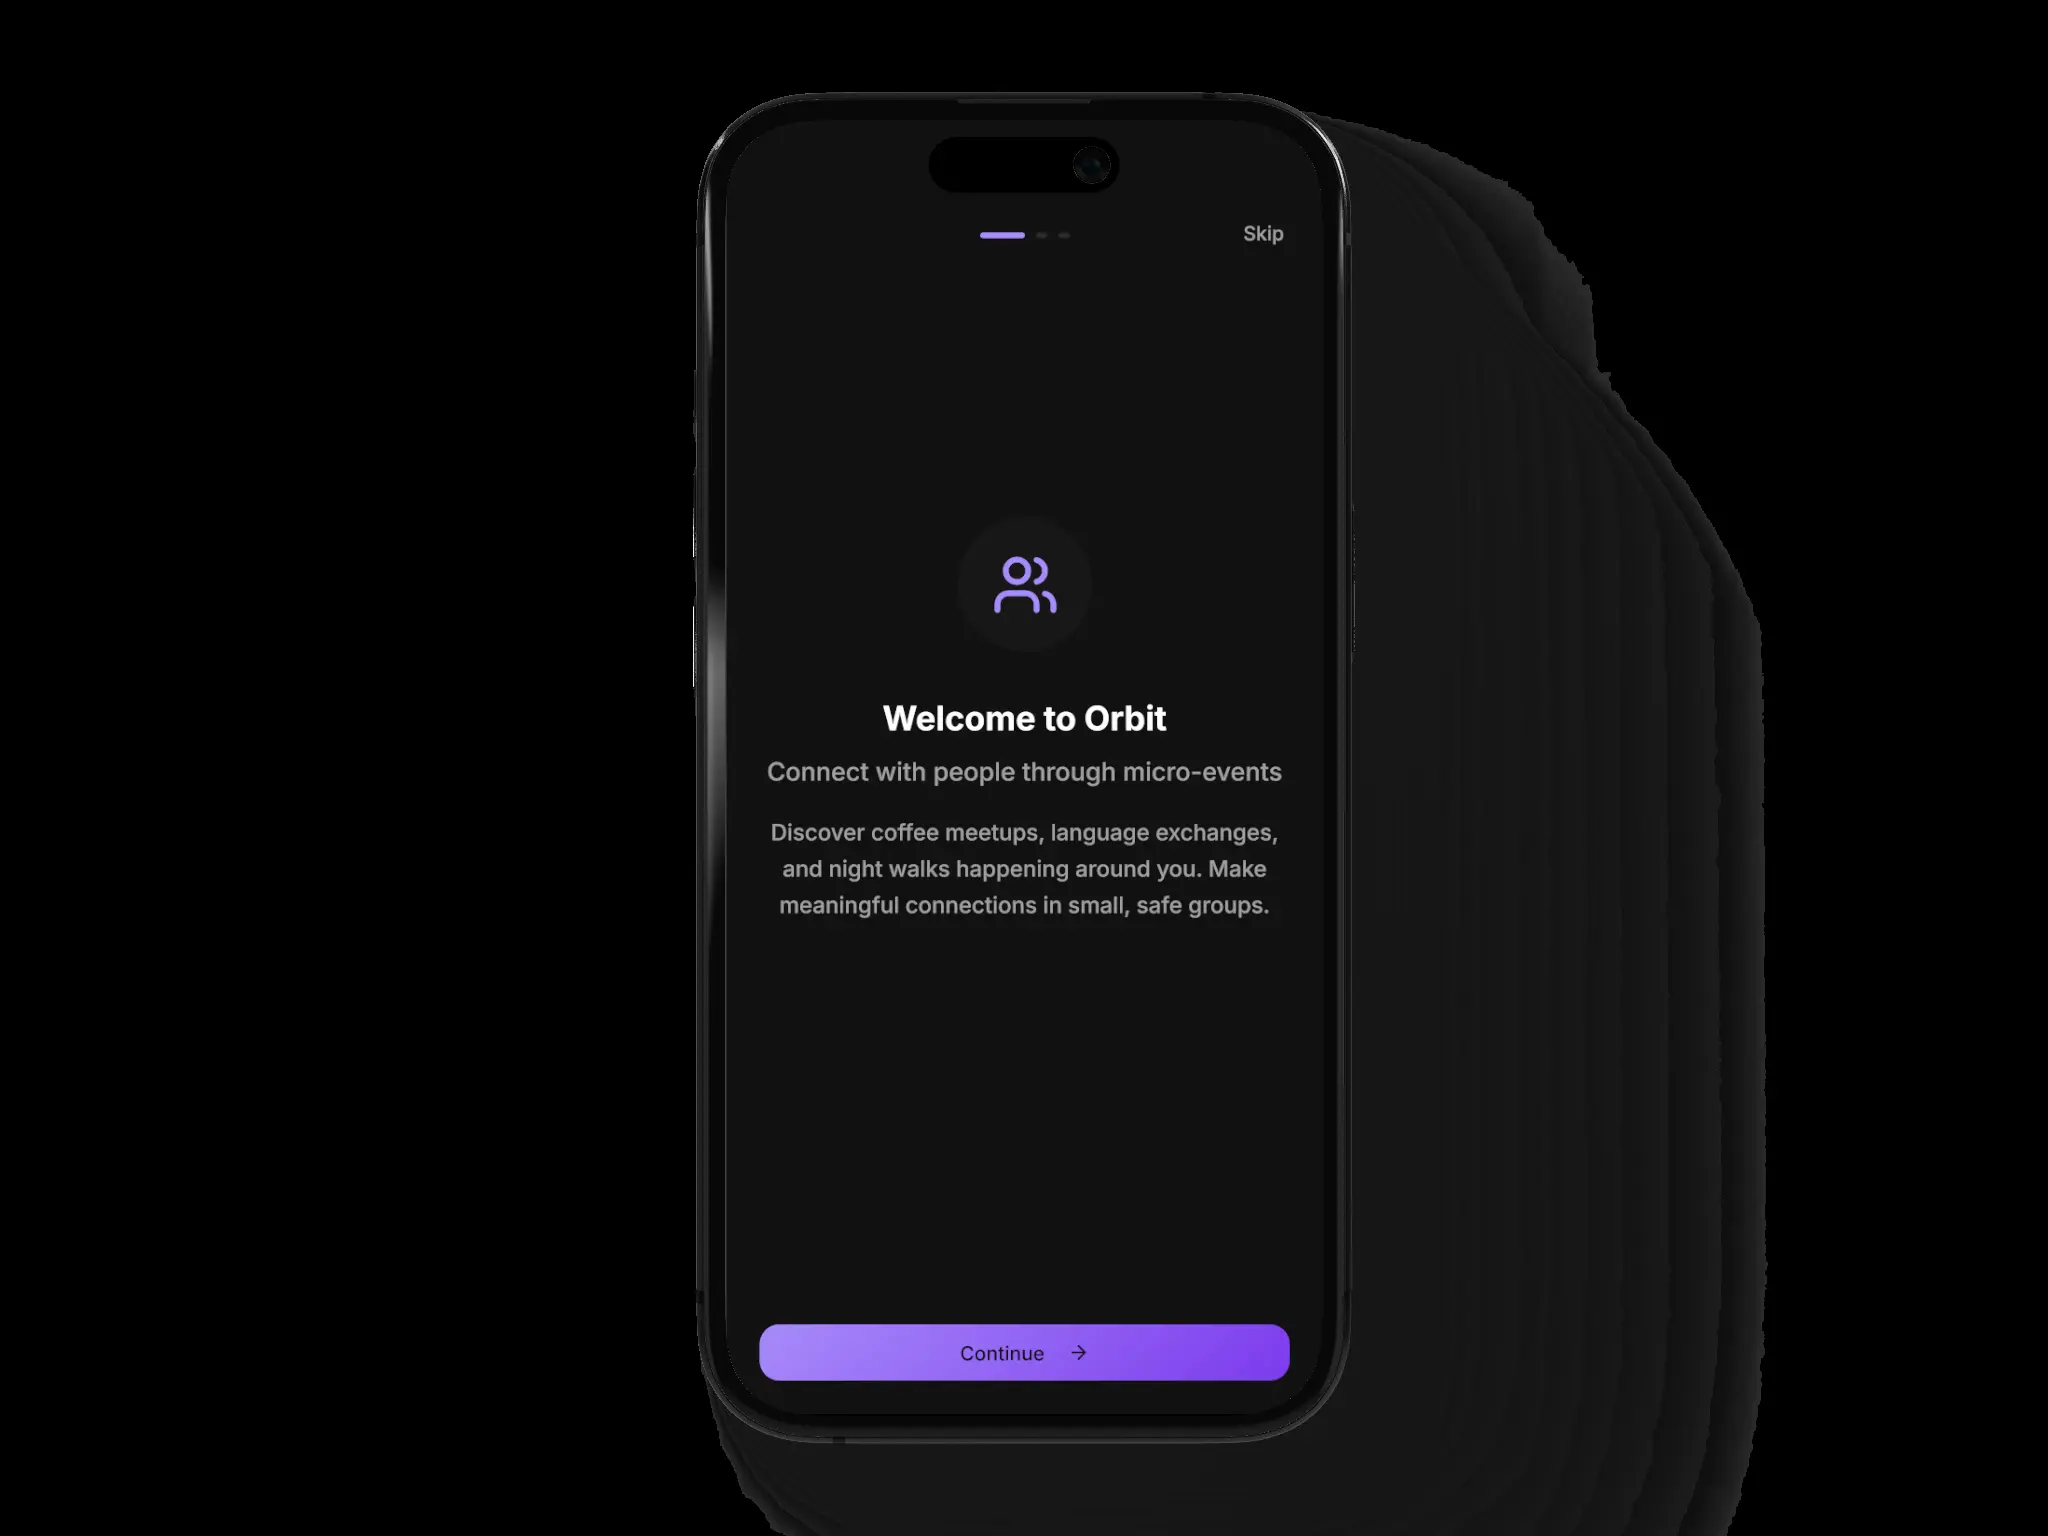 Skip
Welcome to Orbit
Connect with people through micro-events
Discover coffee meetups, language exchanges,
and night walks happening around you. Make
meaningful connections in small, safe groups.
Continue